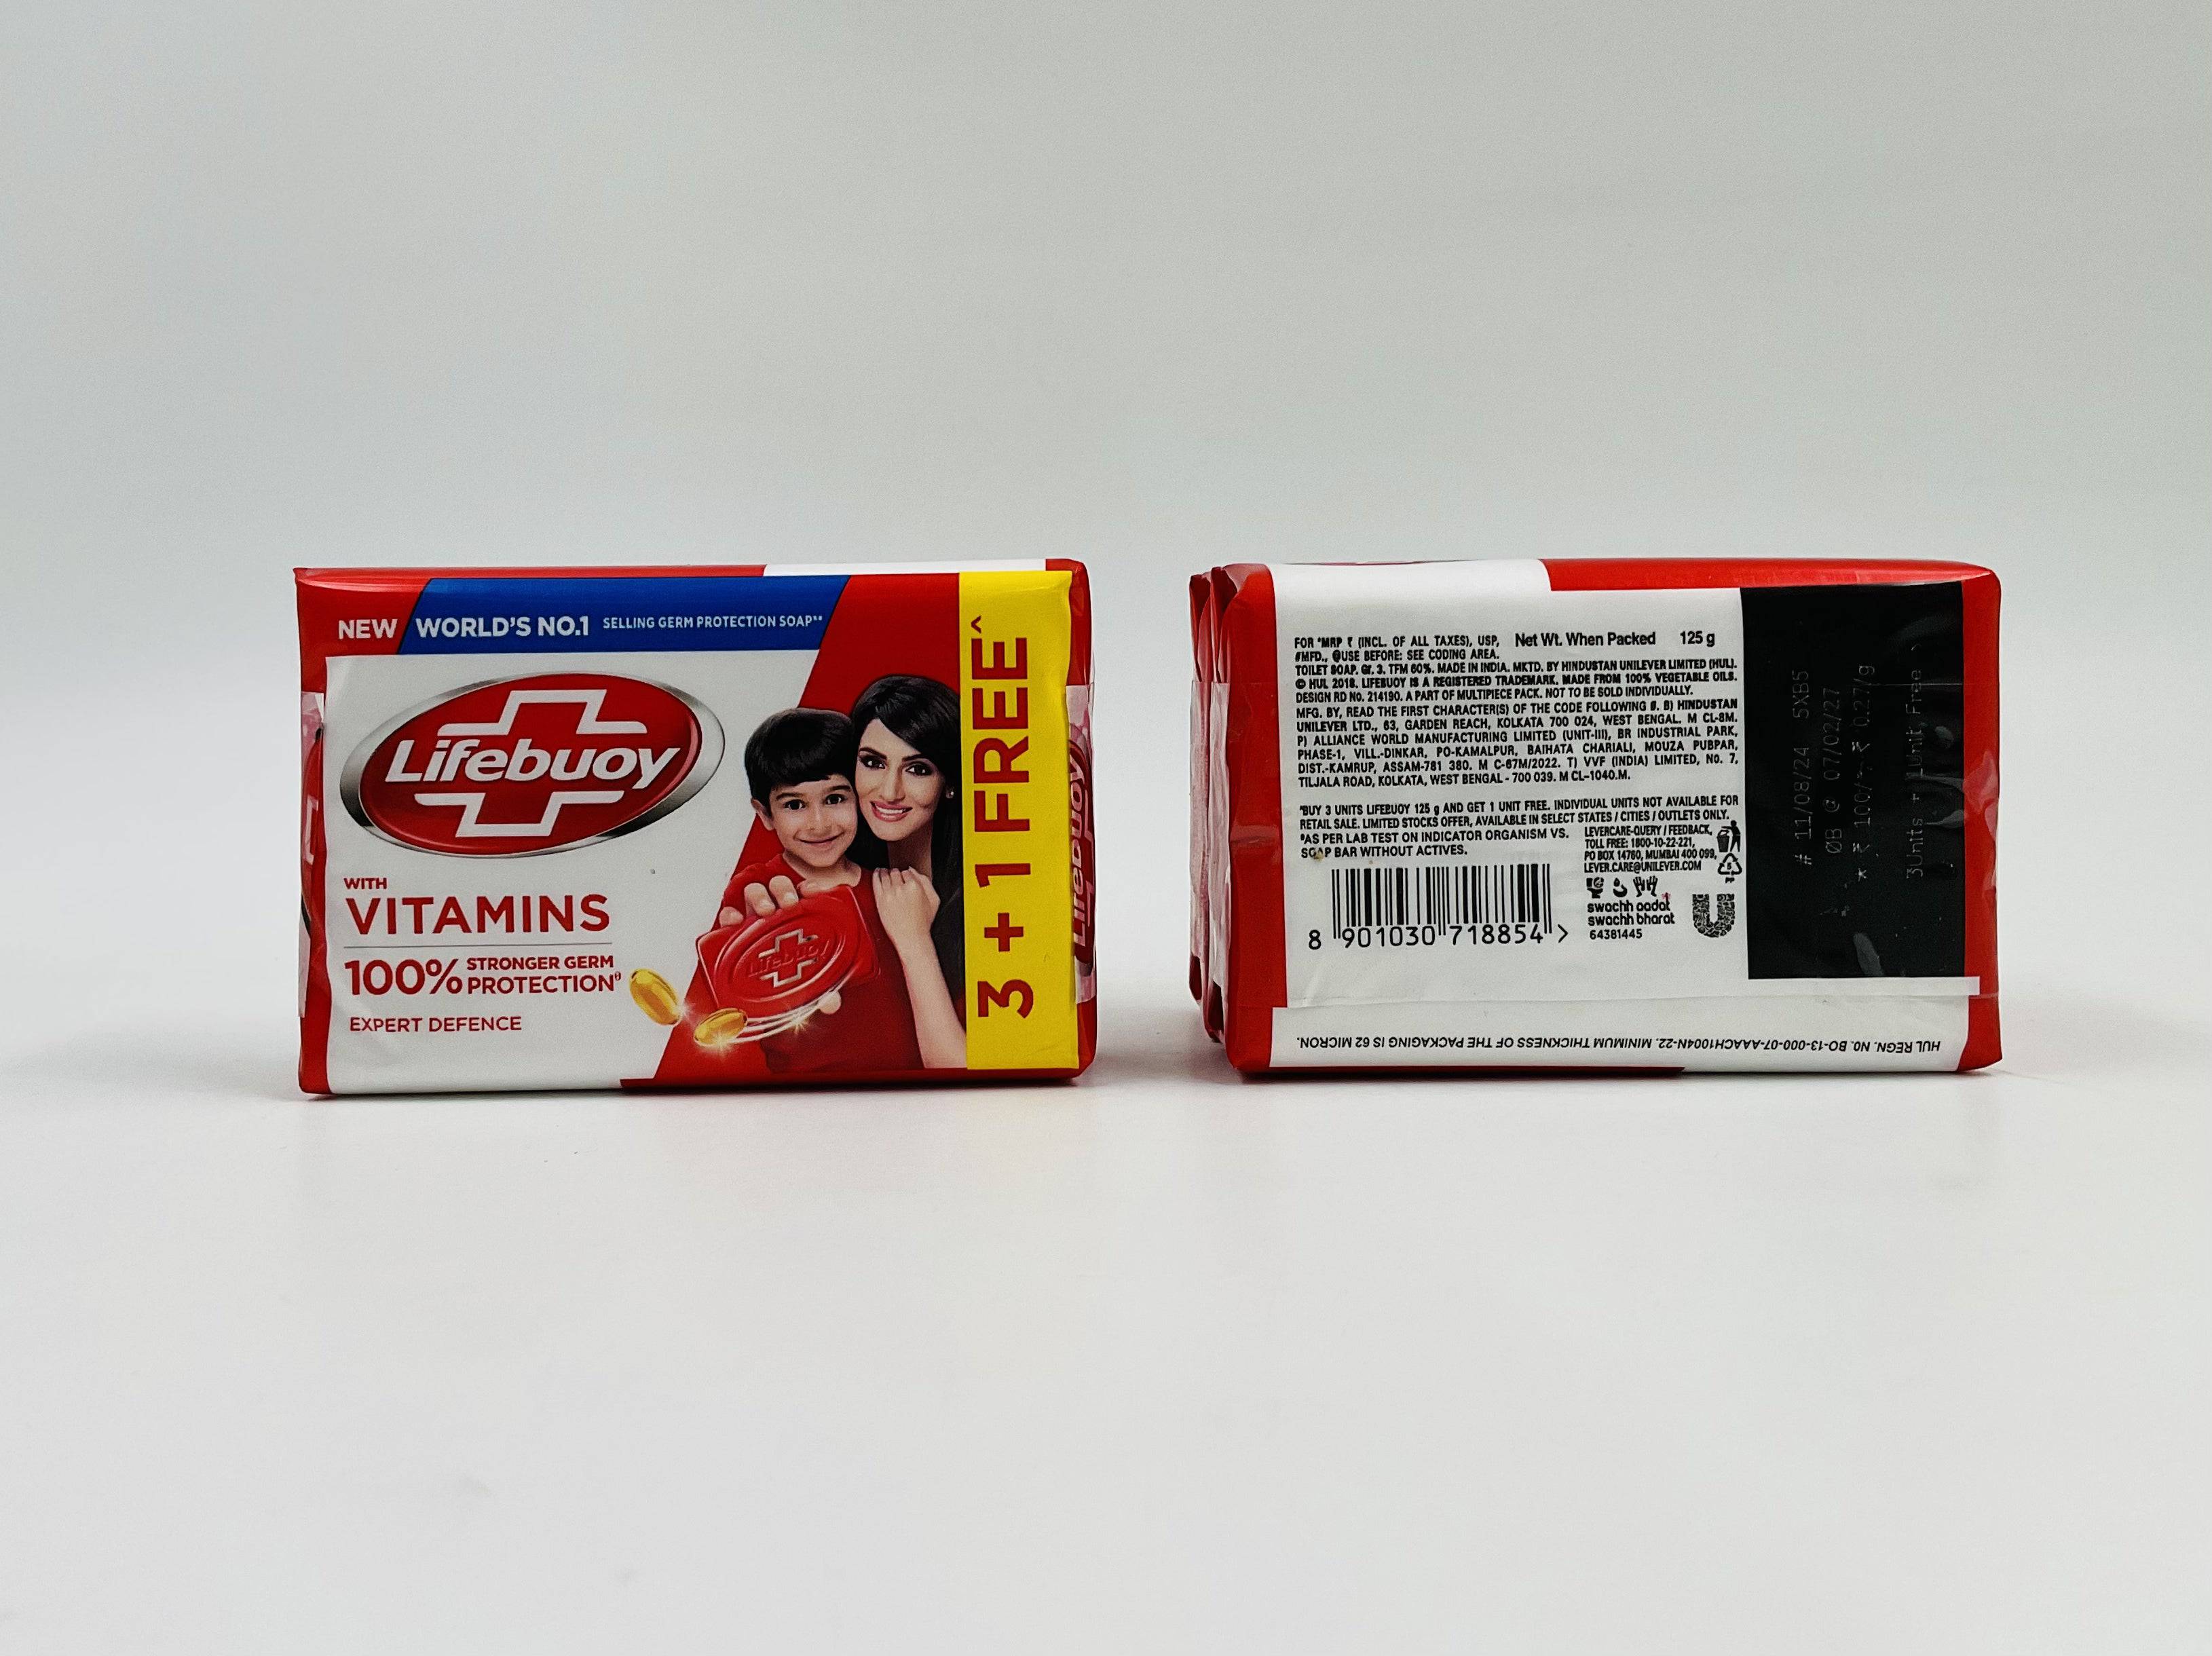 NEW WORLD'S NO.1 SELLING GERM PROTECTION SOAP**
Lifebuoy
WITH
VITAMINS
100% STRONGER GERM
PROTECTION
EXPERT DEFENCE
Lifebuoy
3 + 1 FREE^
Lifebuoy
FOR *MRP ₹ (INCL. OF ALL TAXES), USP, Net Wt. When Packed 125 g
#MFD., @USE BEFORE: SEE CODING AREA.
TOILET SOAP. Gr. 3. TFM 60%. MADE IN INDIA. MKTD. BY HINDUSTAN UNILEVER LIMITED (HUL).
© HUL 2018. LIFEBUOY IS A REGISTERED TRADEMARK. MADE FROM 100% VEGETABLE OILS.
DESIGN RD NO. 214190. A PART OF MULTIPIECE PACK. NOT TO BE SOLD INDIVIDUALLY.
MFG. BY, READ THE FIRST CHARACTER(S) OF THE CODE FOLLOWING #. B) HINDUSTAN
UNILEVER LTD., 63, GARDEN REACH, KOLKATA 700 024, WEST BENGAL. M CL-8M.
P) ALLIANCE WORLD MANUFACTURING LIMITED (UNIT-III), BR INDUSTRIAL PARK,
PHASE-1, VILL.-DINKAR, PO-KAMALPUR, BAIHATA CHARIALI, MOUZA PUBPAR,
DIST.-KAMRUP, ASSAM-781 380. M C-67M/2022. T) VVF (INDIA) LIMITED, No. 7,
TILJALA ROAD, KOLKATA, WEST BENGAL - 700 039. M CL-1040.M.
^BUY 3 UNITS LIFEBUOY 125 g AND GET 1 UNIT FREE. INDIVIDUAL UNITS NOT AVAILABLE FOR
RETAIL SALE. LIMITED STOCKS OFFER, AVAILABLE IN SELECT STATES / CITIES / OUTLETS ONLY.
AS PER LAB TEST ON INDICATOR ORGANISM VS.
SOAP BAR WITHOUT ACTIVES.
LEVERCARE-QUERY / FEEDBACK,
TOLL FREE: 1800-10-22-221,
PO BOX 14760, MUMBAI 400 099,
LEVER.CARE@UNILEVER.COM
5
PP
swachh aadat
swachh bharat
64381445
8 901030 718854 >
# 11/08/24 5XB5
@ 07/02/27
* ₹ 100/- ₹ 0.27/g
3Units + 1Unit Free
HUL REGN. NO. BO-13-000-07-AAACH1004N-22. MINIMUM THICKNESS OF THE PACKAGING IS 62 MICRON.